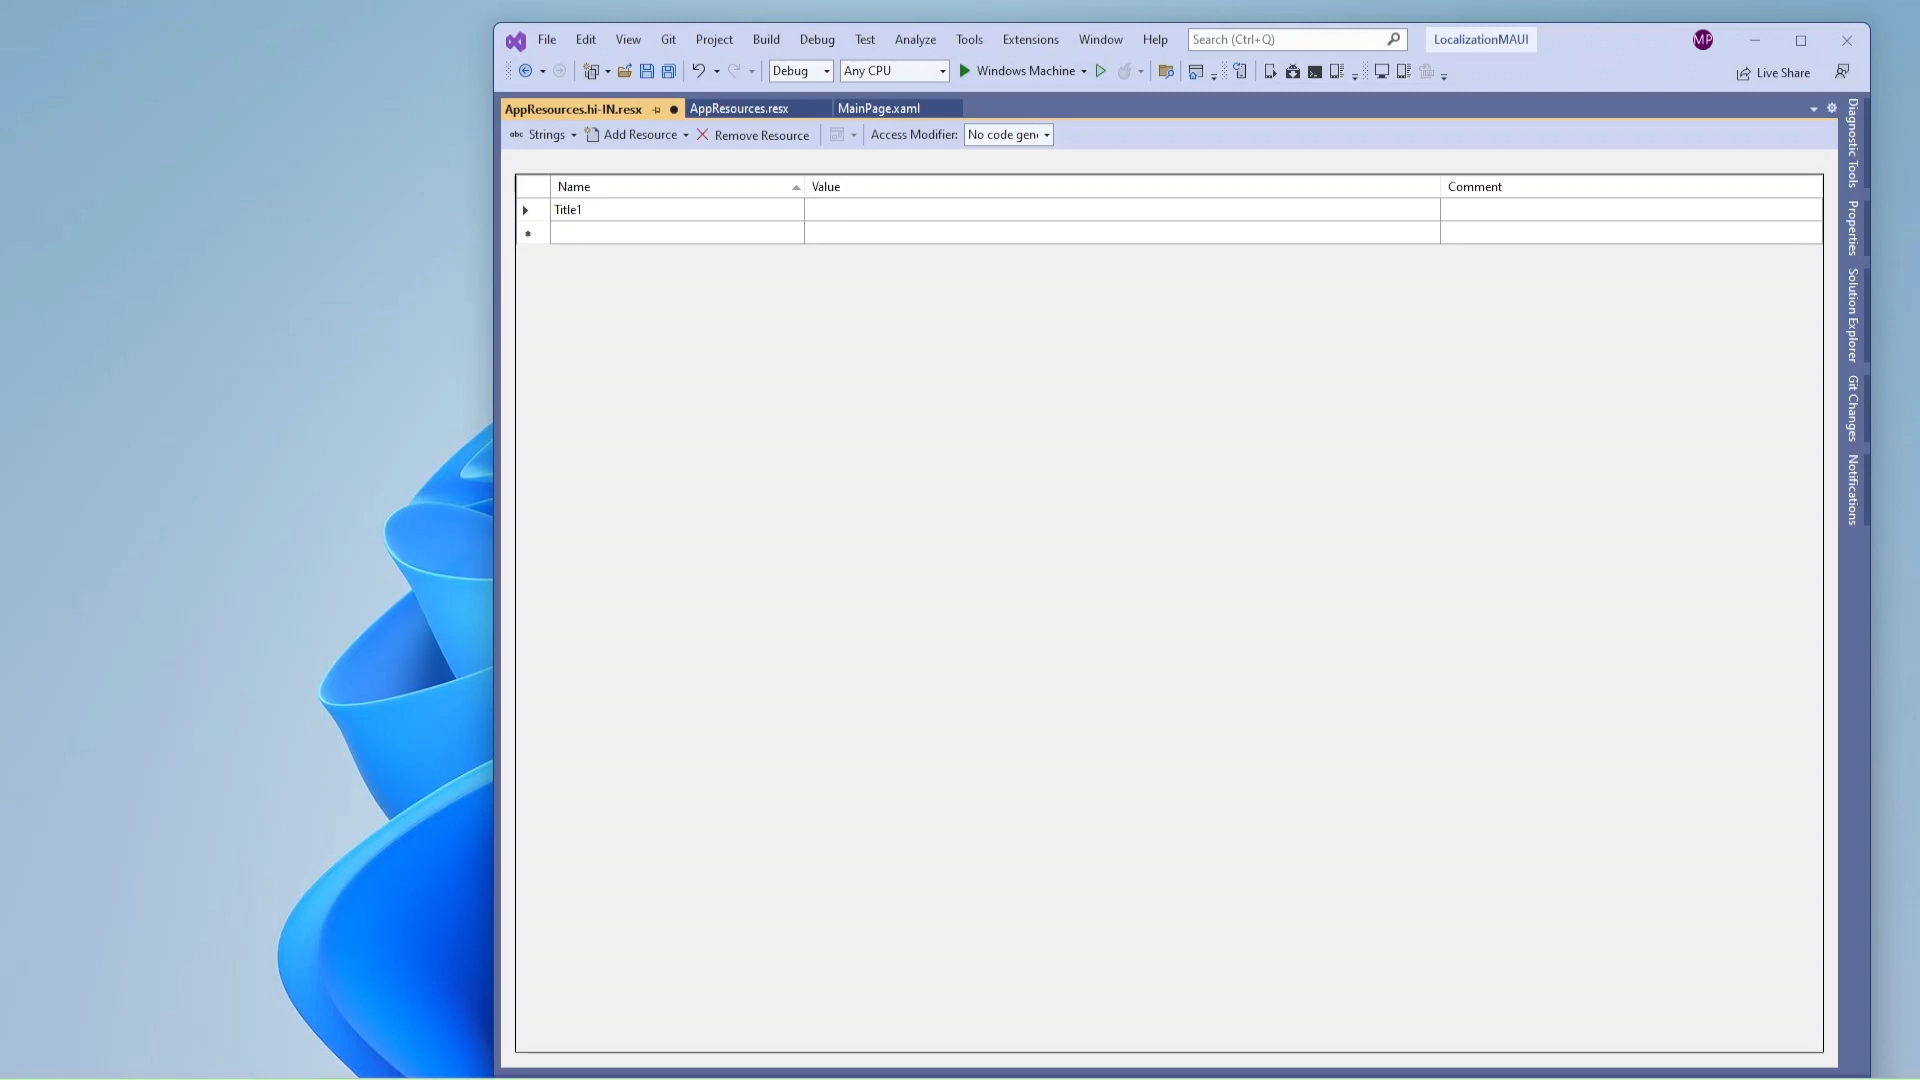 File Edit View Git Project Build Debug Test Analyze Tools Extensions Window Help Search (Ctrl+Q) LocalizationMAUI MP
Debug Any CPU Windows Machine Live Share
AppResources.hi-IN.resx AppResources.resx MainPage.xaml
abc Strings Add Resource Remove Resource Access Modifier: No code gen
Name Value Comment
Title1
Diagnostic Tools
Properties
Solution Explorer
Git Changes
Notifications